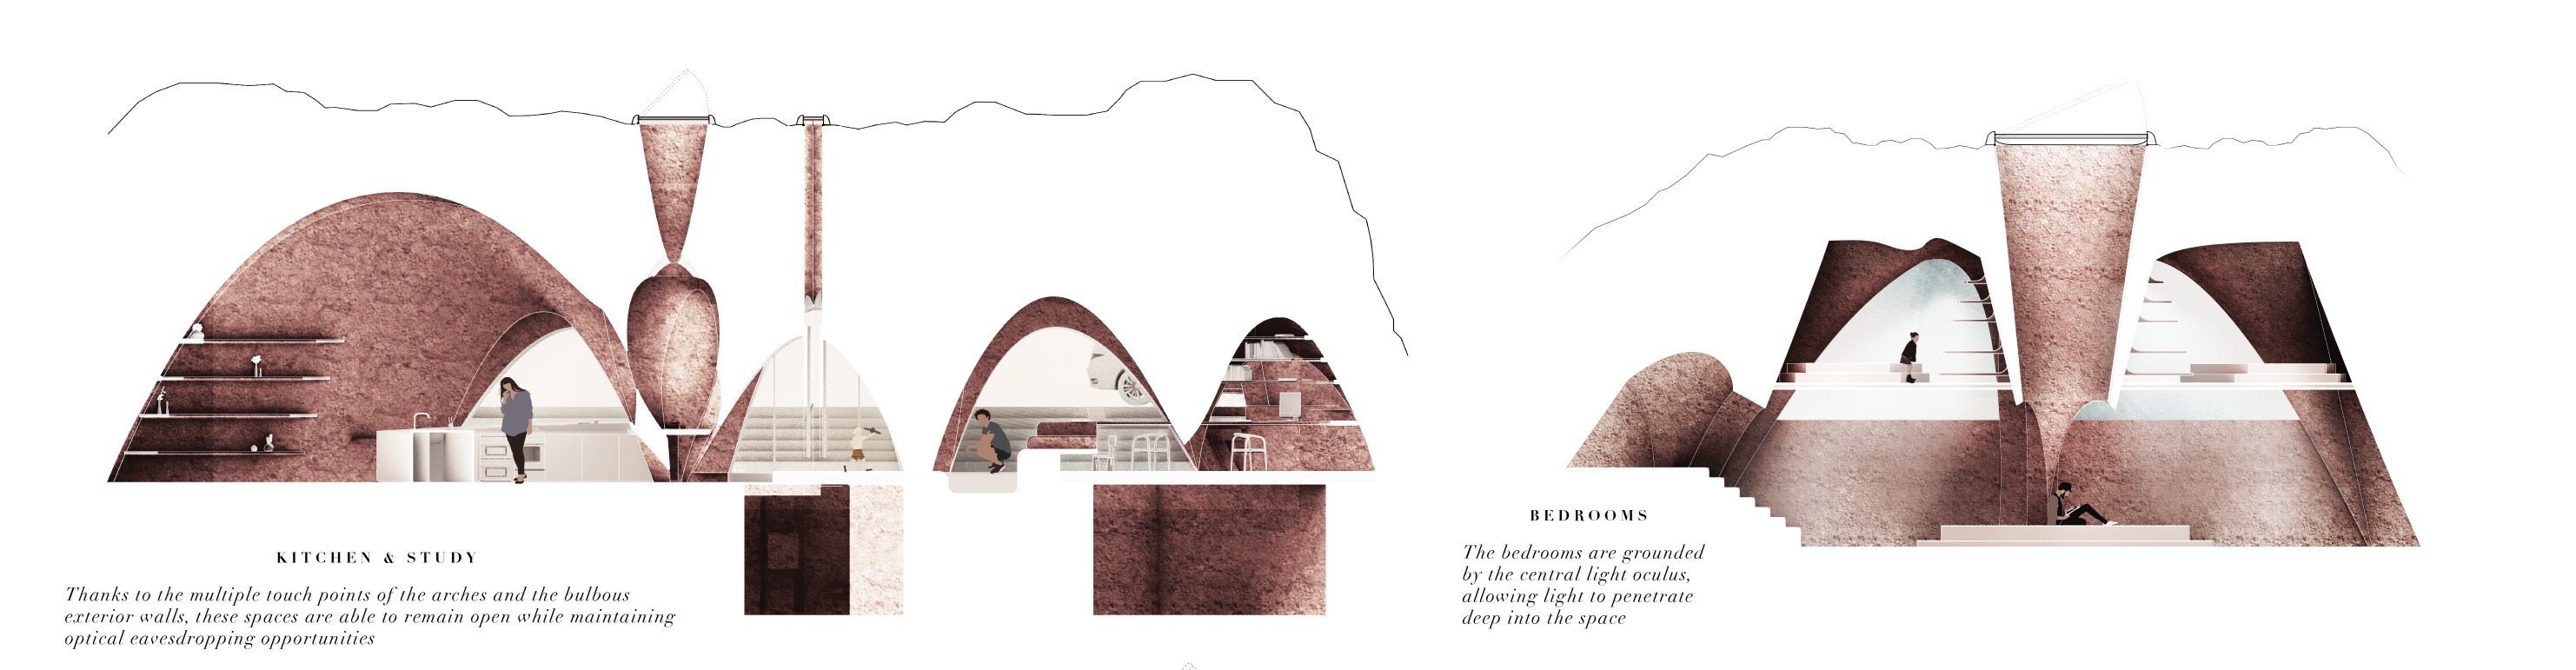 KITCHEN & STUDY
Thanks to the multiple touch points of the arches and the bulbous
exterior walls, these spaces are able to remain open while maintaining
optical eavesdropping opportunities
BEDROOMS
The bedrooms are grounded
by the central light oculus,
allowing light to penetrate
deep into the space